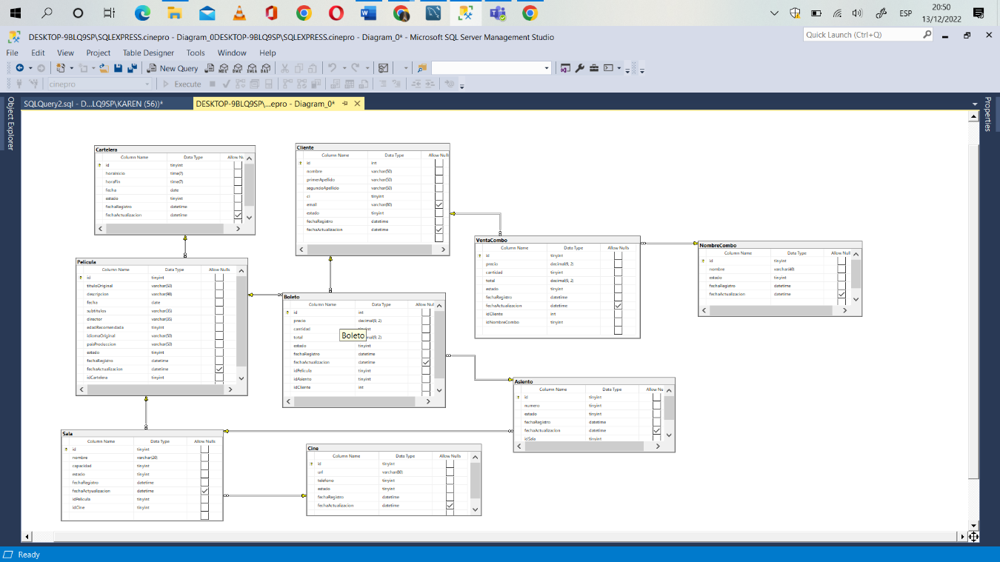 ESP
20:50
13/12/2022
DESKTOP-9BLQ9SP\SQLEXPRESS.cinepro - Diagram_0DESKTOP-9BLQ9SP\SQLEXPRESS.cinepro - Diagram_0* - Microsoft SQL Server Management Studio
Quick Launch (Ctrl+Q)
File Edit View Project Table Designer Tools Window Help
New Query
cinepro Execute
SQLQuery2.sql - D...LQ9SP\KAREN (56))* DESKTOP-9BLQ9SP\...epro - Diagram_0*
Object Explorer
Properties
Cartelera
Column Name Data Type Allow Nu
id tinyint
horaInicio time(7)
horaFin time(7)
fecha date
estado tinyint
fechaRegistro datetime
fechaActualizacion datetime
Cliente
Column Name Data Type Allow Nulls
id int
nombre varchar(50)
primerApellido varchar(50)
segundoApellido varchar(50)
ci tinyint
email varchar(80)
estado tinyint
fechaRegistro datetime
fechaActualizacion datetime
VentaCombo
Column Name Data Type Allow Nulls
id tinyint
precio decimal(9, 2)
cantidad tinyint
total decimal(9, 2)
estado tinyint
fechaRegistro datetime
fechaActualizacion datetime
idCliente int
idNombreCombo tinyint
NombreCombo
Column Name Data Type Allow Null
id tinyint
nombre varchar(40)
estado tinyint
fechaRegistro datetime
fechaActualizacion datetime
Pelicula
Column Name Data Type Allow Nulls
id tinyint
tituloOriginal varchar(50)
descripcion varchar(90)
fecha date
subtitulos varchar(35)
director varchar(35)
edadRecomendada tinyint
idiomaOriginal varchar(50)
paisProduccion varchar(50)
estado tinyint
fechaRegistro datetime
fechaActualizacion datetime
idCartelera tinyint
Boleto
Column Name Data Type Allow Nul
id int
precio decimal(9, 2)
cantidad
Boleto
total
estado tinyint
fechaRegistro datetime
fechaActualizacion datetime
idPelicula tinyint
idAsiento tinyint
idCliente int
Asiento
Column Name Data Type Allow Nu
id tinyint
numero tinyint
estado tinyint
fechaRegistro datetime
fechaActualizacion datetime
idSala tinyint
Sala
Column Name Data Type Allow Nulls
id tinyint
nombre varchar(20)
capacidad tinyint
estado tinyint
fechaRegistro datetime
fechaActyualizacion datetime
idPelicula tinyint
idCine tinyint
Cine
Column Name Data Type Allow Nulls
id tinyint
url varchar(80)
telefono tinyint
estado tinyint
fechaRegistro datetime
fechaActualizacion datetime
Ready